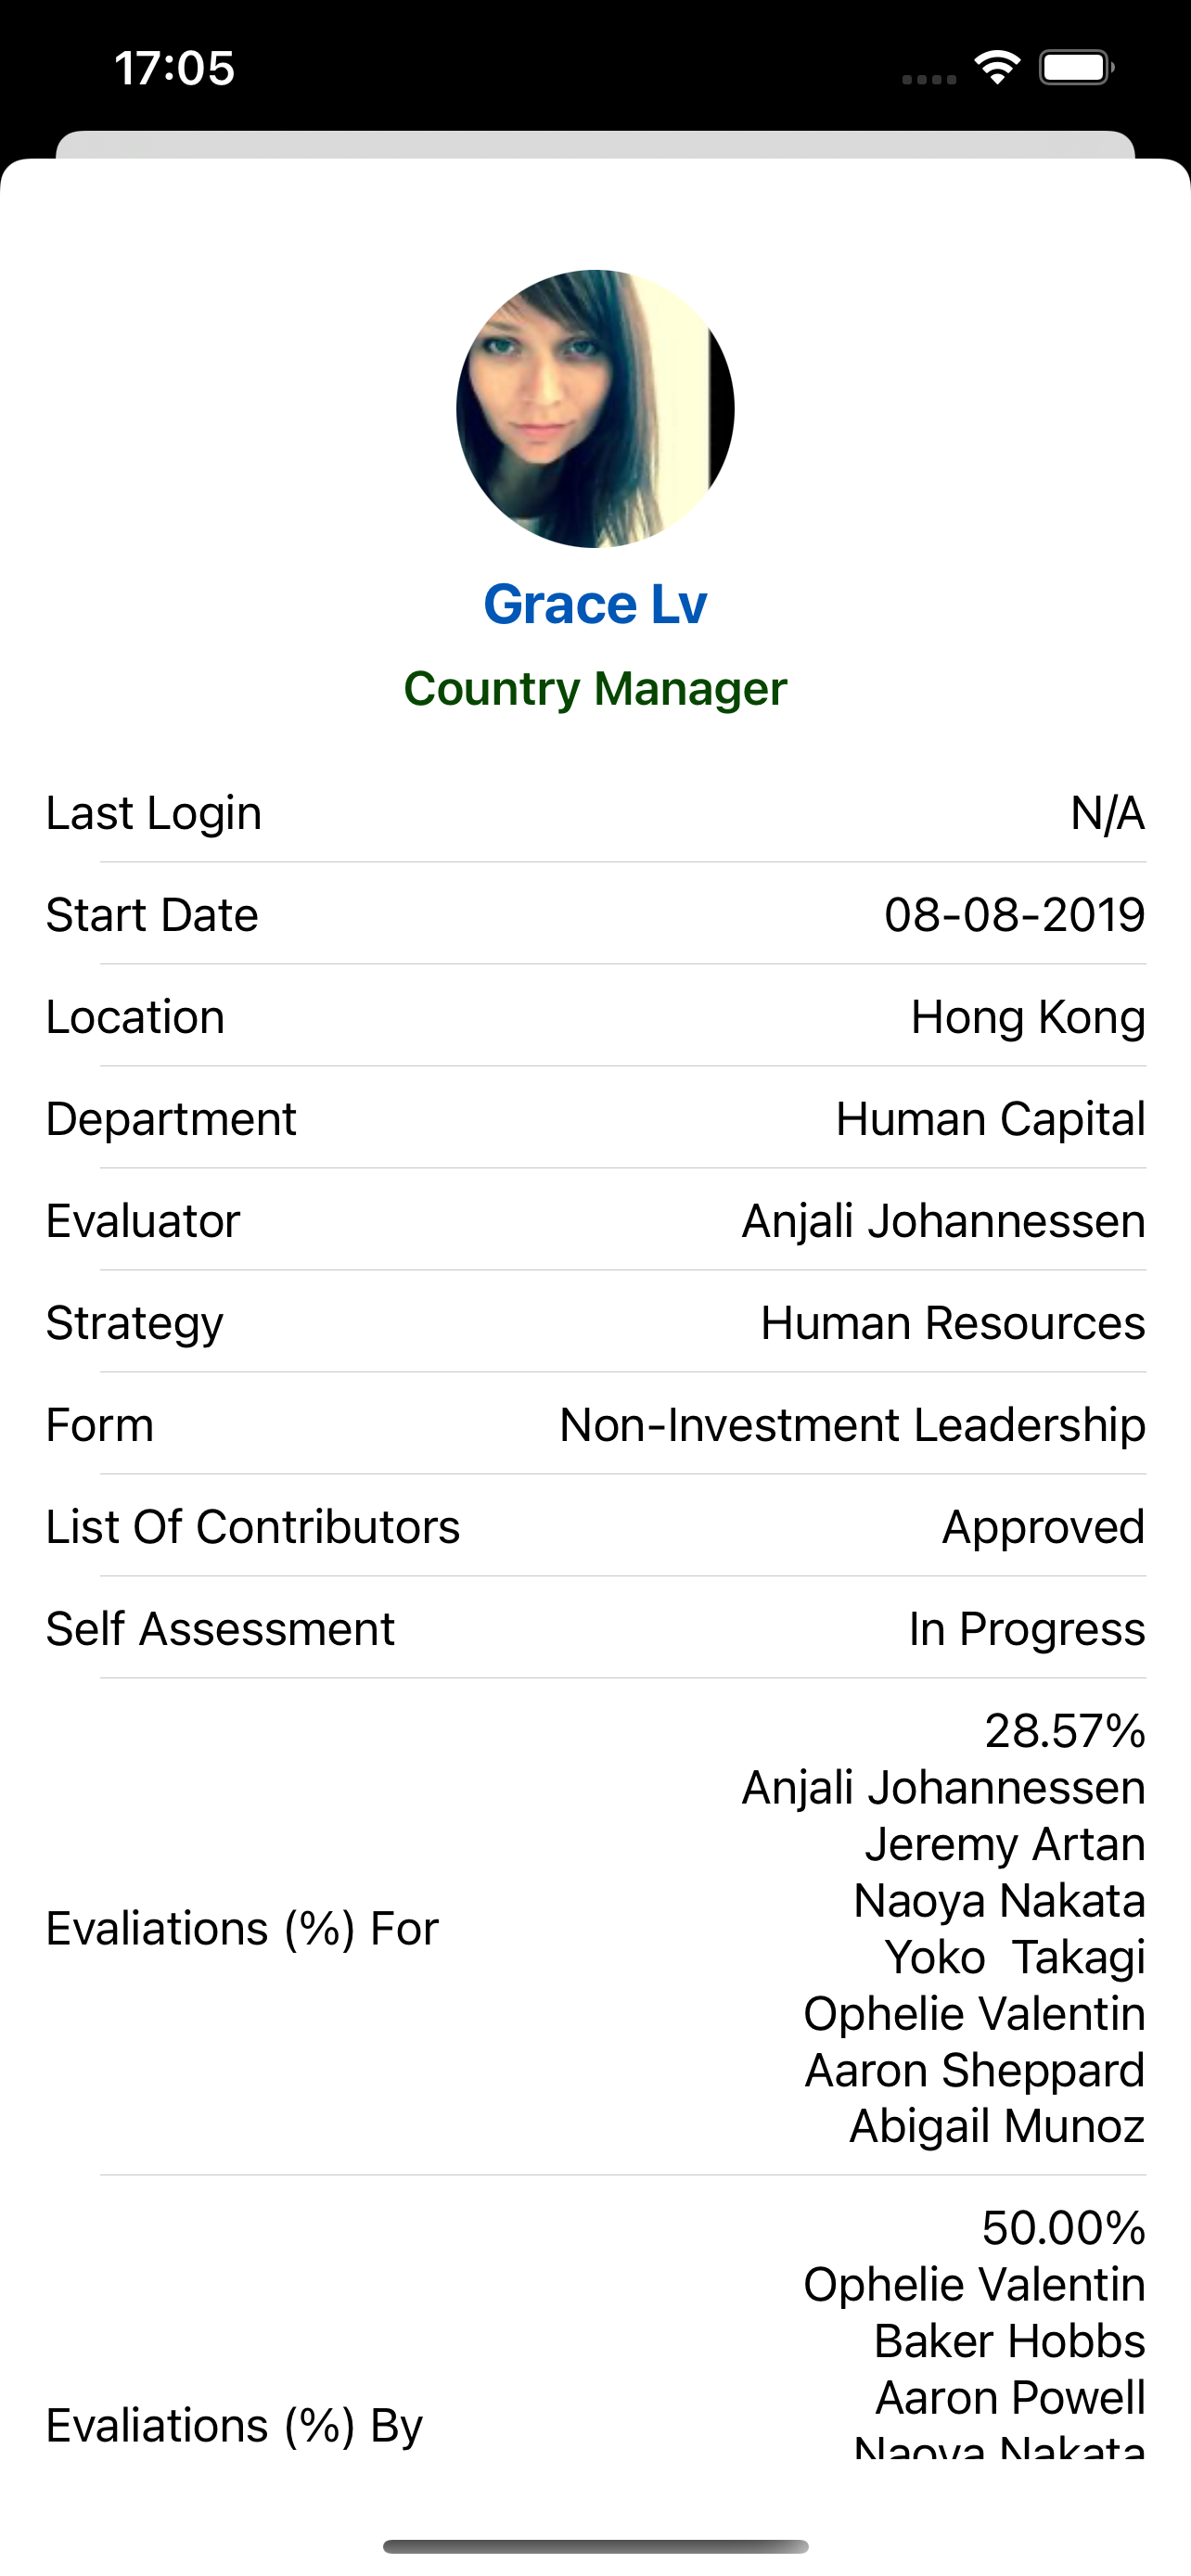 17:05
Grace Lv
Country Manager
Last Login N/A
Start Date 08-08-2019
Location Hong Kong
Department Human Capital
Evaluator Anjali Johannessen
Strategy Human Resources
Form Non-Investment Leadership
List Of Contributors Approved
Self Assessment In Progress
28.57%
Anjali Johannessen
Jeremy Artan
Naoya Nakata
Evaliations (%) For
Yoko  Takagi
Ophelie Valentin
Aaron Sheppard
Abigail Munoz
50.00%
Ophelie Valentin
Baker Hobbs
Aaron Powell
Evaliations (%) By
Naoya Nakata